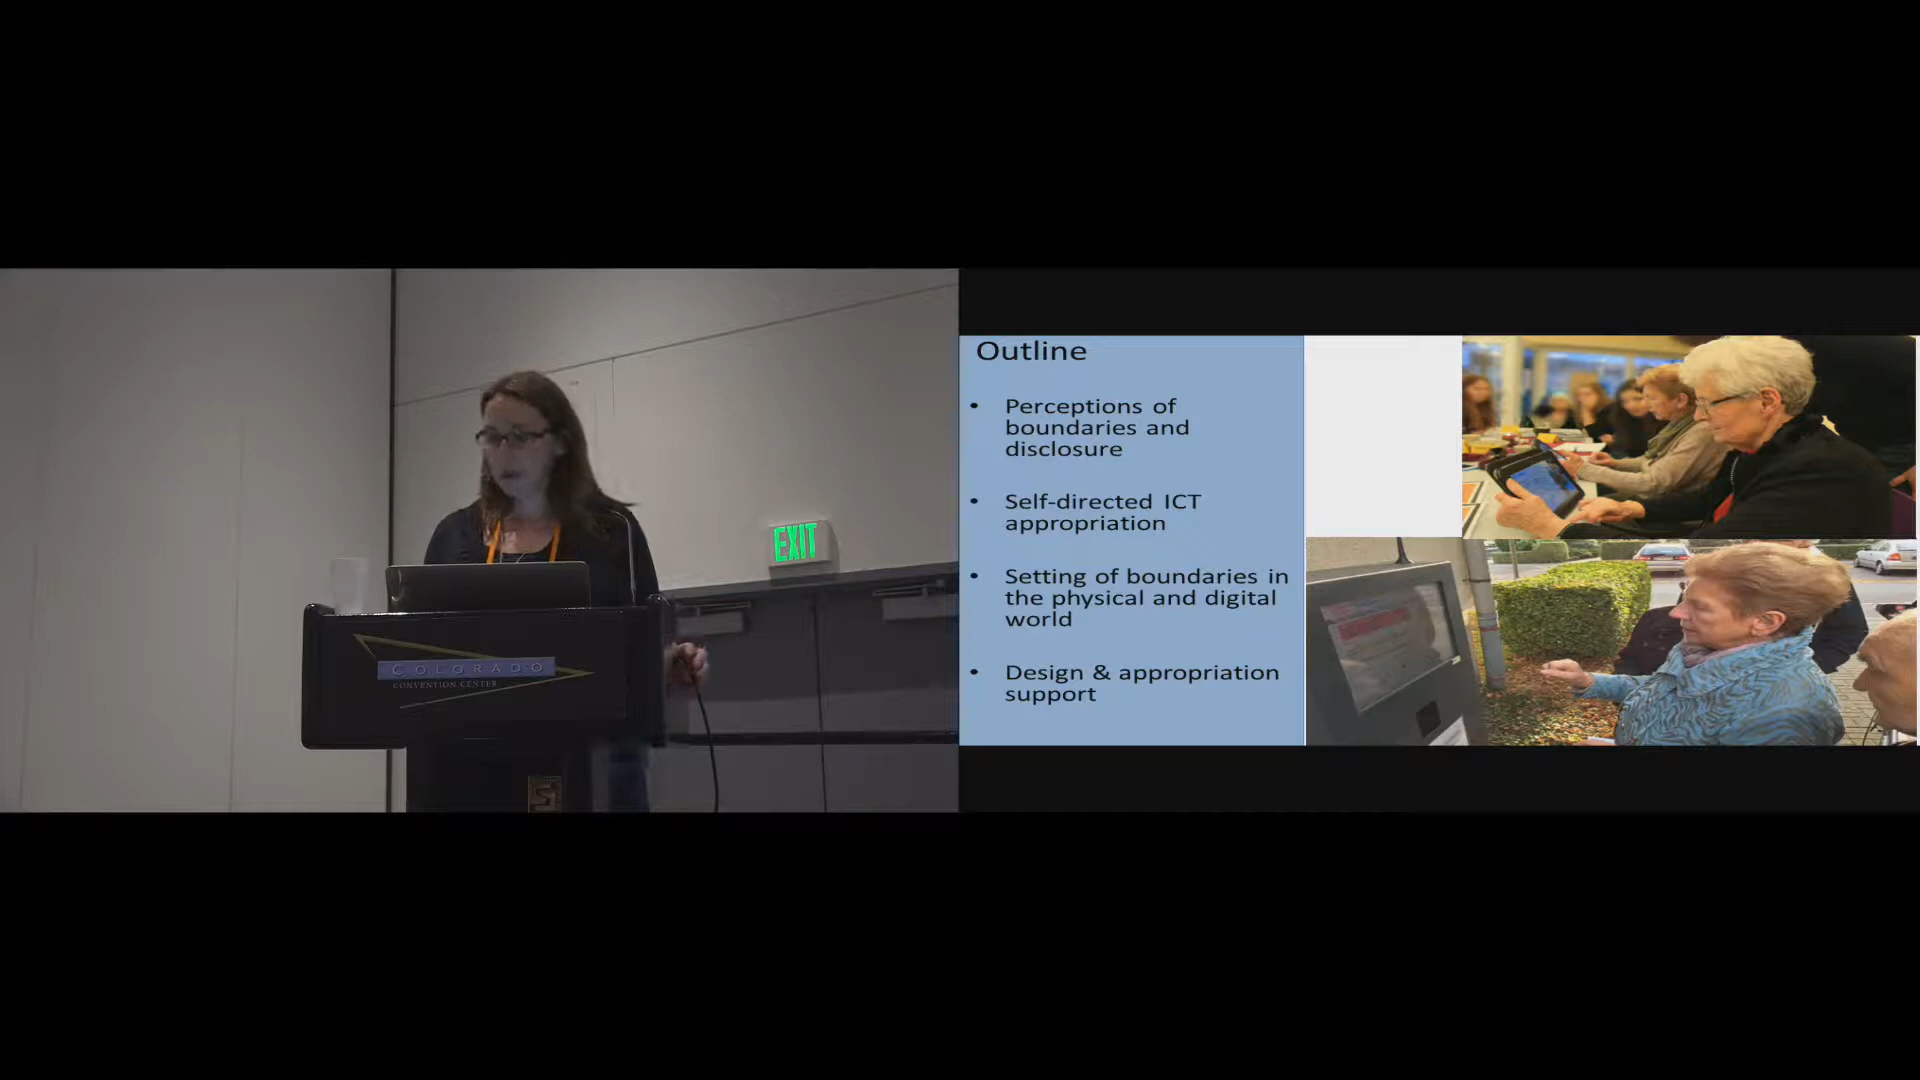 COLORADO
CONVENTION CENTER
EXIT
Outline
• Perceptions of
boundaries and
disclosure
• Self-directed ICT
appropriation
• Setting of boundaries in
the physical and digital
world
• Design & appropriation
support